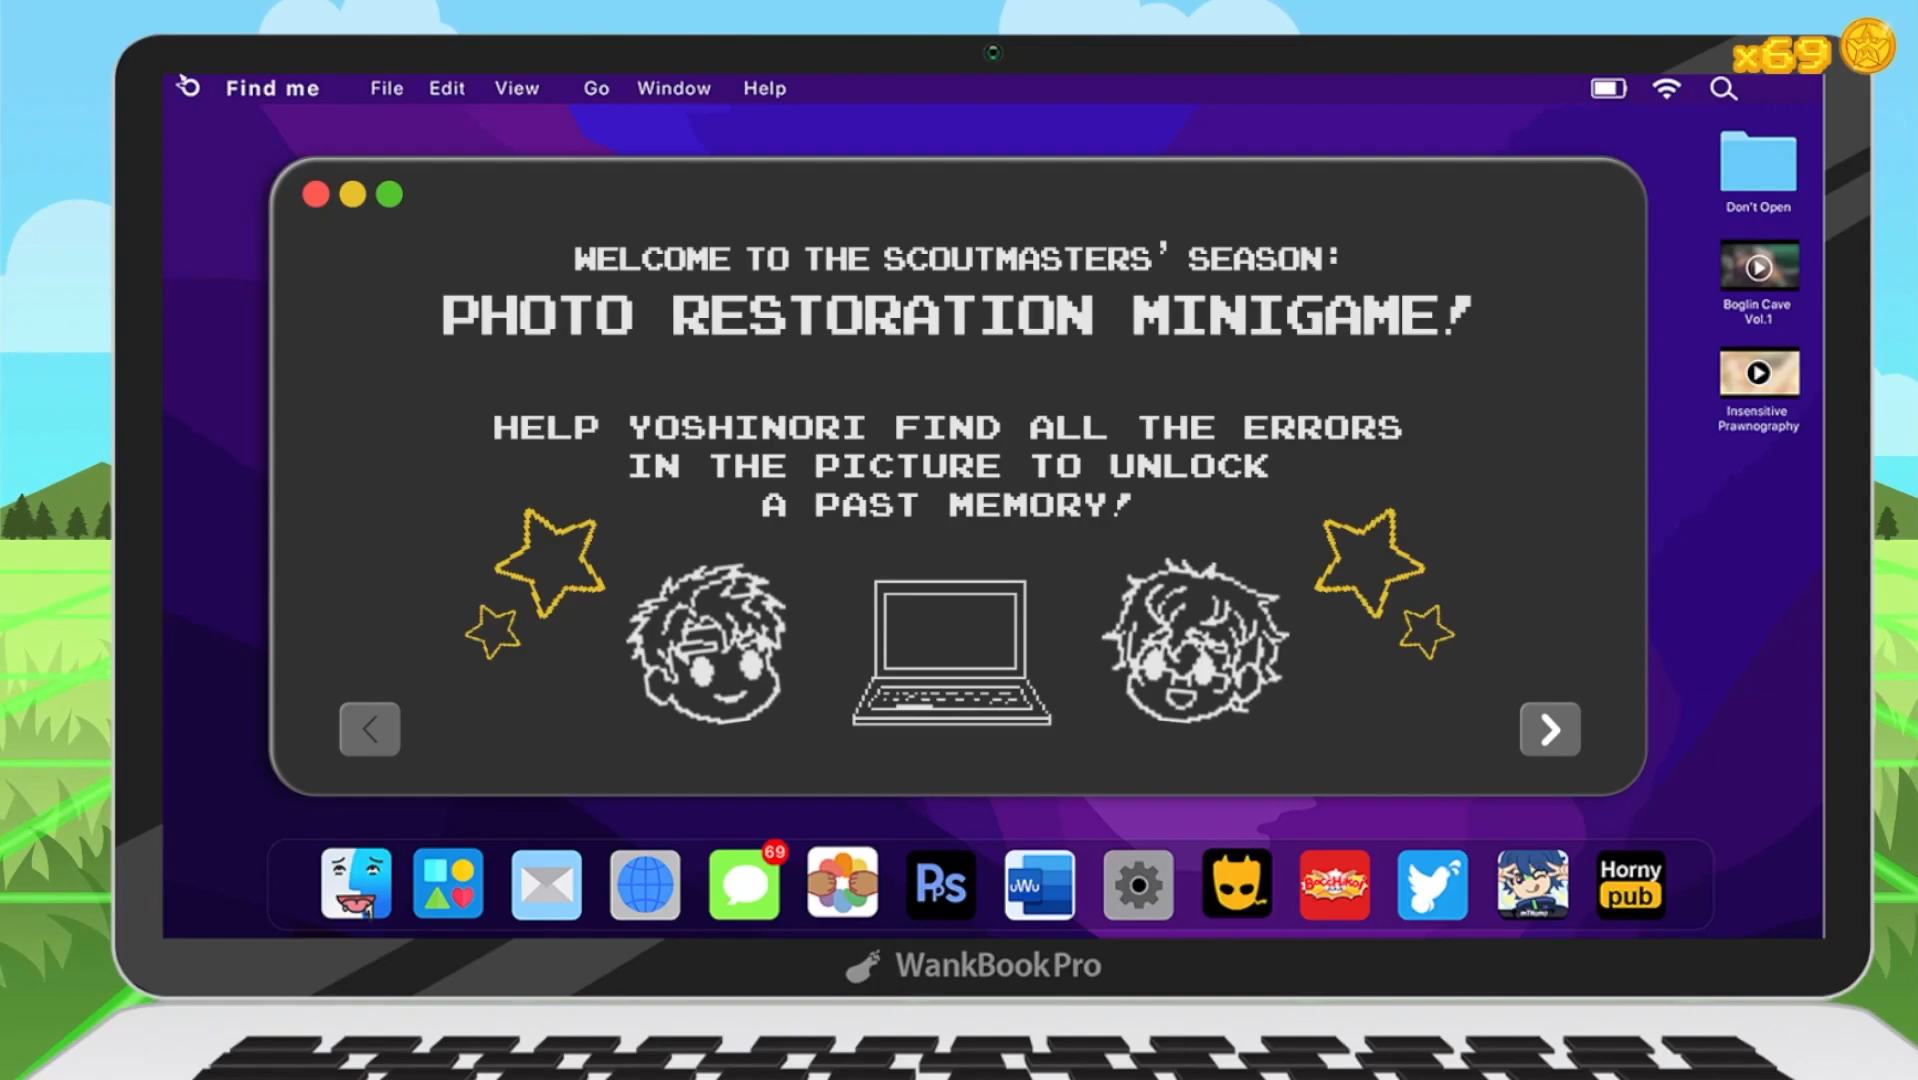 x69
Find me File Edit View Go Window Help
Don't Open
Boglin Cave
Vol.1
Insensitive
Prawnography
WELCOME TO THE SCOUTMASTERS' SEASON:
PHOTO RESTORATION MINIGAME!
HELP YOSHINORI FIND ALL THE ERRORS
IN THE PICTURE TO UNLOCK
A PAST MEMORY!
69
Ps
uWu
Horny
pub
WankBook Pro